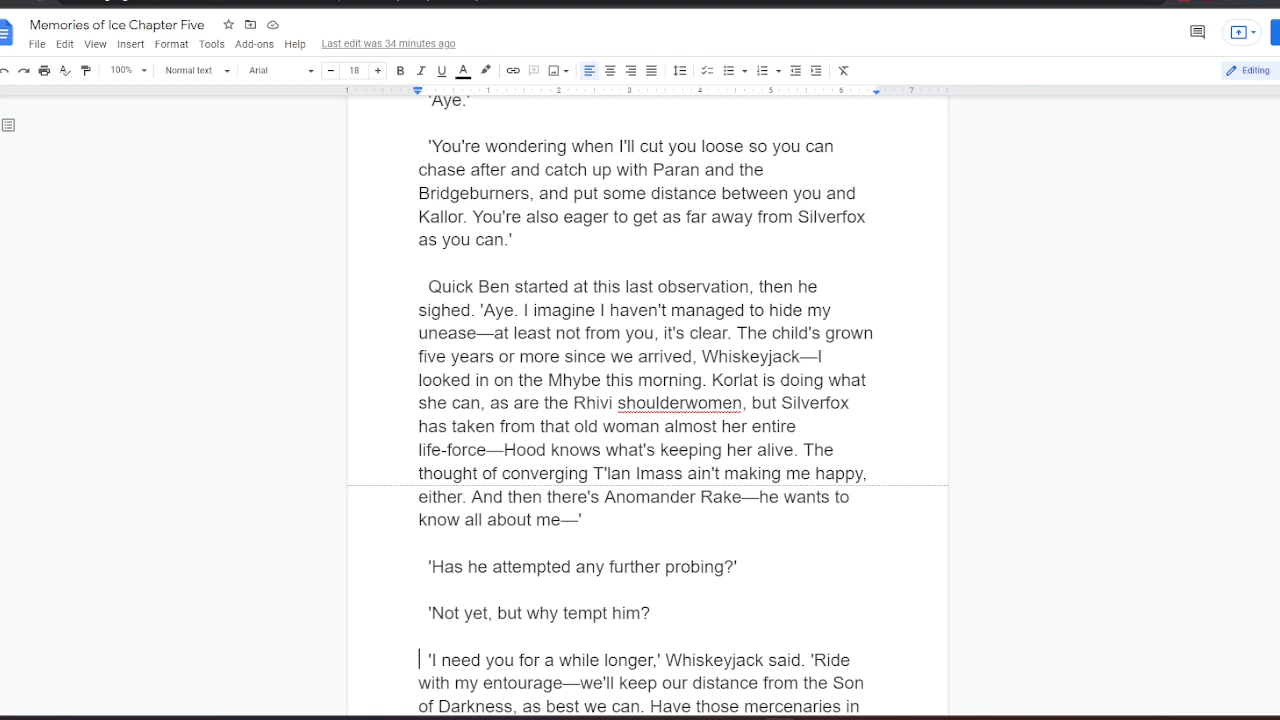 Memories of Ice Chapter Five
File Edit View Insert Format Tools Add-ons Help Last edit was 34 minutes ago
100% Normal text Arial 18 B I U A Editing
1 1 2 3 4 5 6 7
'Aye.'
'You're wondering when I'll cut you loose so you can
chase after and catch up with Paran and the
Bridgeburners, and put some distance between you and
Kallor. You're also eager to get as far away from Silverfox
as you can.'
Quick Ben started at this last observation, then he
sighed. 'Aye. I imagine I haven't managed to hide my
unease—at least not from you, it's clear. The child's grown
five years or more since we arrived, Whiskeyjack—I
looked in on the Mhybe this morning. Korlat is doing what
she can, as are the Rhivi shoulderwomen, but Silverfox
has taken from that old woman almost her entire
life-force—Hood knows what's keeping her alive. The
thought of converging T'lan Imass ain't making me happy,
either. And then there's Anomander Rake—he wants to
know all about me—'
'Has he attempted any further probing?'
'Not yet, but why tempt him?
'I need you for a while longer,' Whiskeyjack said. 'Ride
with my entourage—we'll keep our distance from the Son
of Darkness, as best we can. Have those mercenaries in